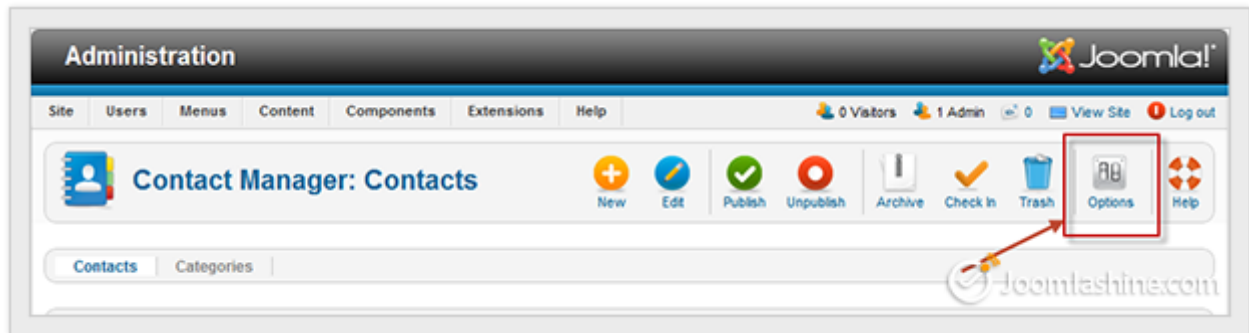 Administration Joomla!
Site Users Menus Content Components Extensions Help 0 Visitors 1 Admin 0 View Site Log out
Contact Manager: Contacts New Edit Publish Unpublish Archive Check In Trash Options Help
Contacts Categories
Joomlashine.com